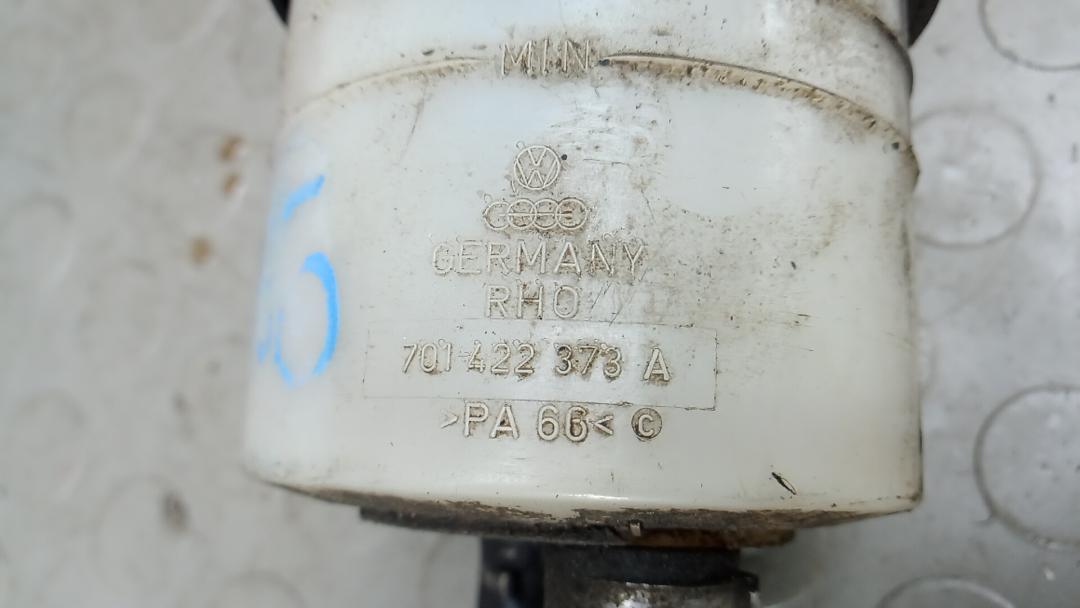 MIN
GERMANY
RHO
701 422 373 A
>PA 66< ©